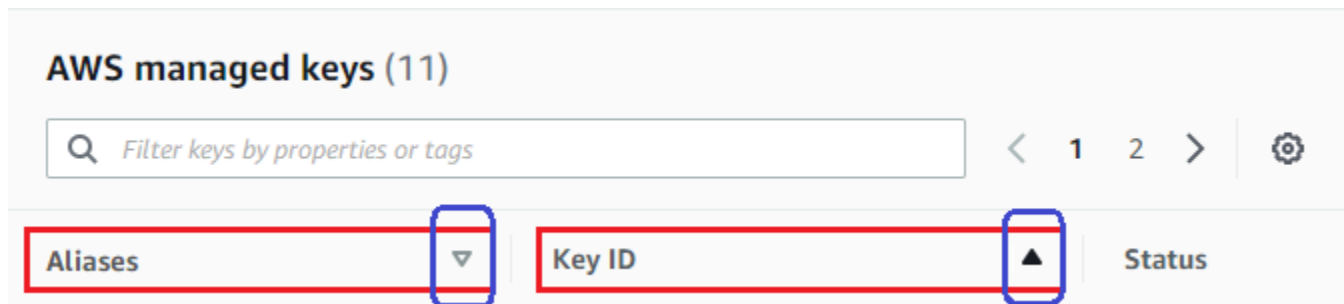 AWS managed keys (11)
Filter keys by properties or tags
1 2
Aliases Key ID Status